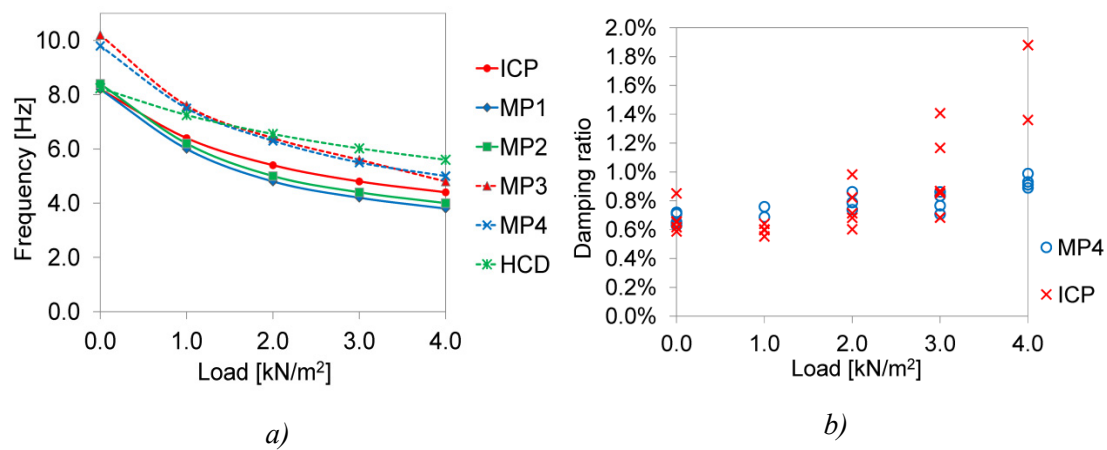 10.0
8.0
6.0
4.0
2.0
0.0
Frequency [Hz]
0.0 1.0 2.0 3.0 4.0
Load [kN/m²]
ICP
MP1
MP2
MP3
MP4
HCD
a)
2.0%
1.8%
1.6%
1.4%
1.2%
1.0%
0.8%
0.6%
0.4%
0.2%
0.0%
Damping ratio
0.0 1.0 2.0 3.0 4.0
Load [kN/m²]
MP4
ICP
b)